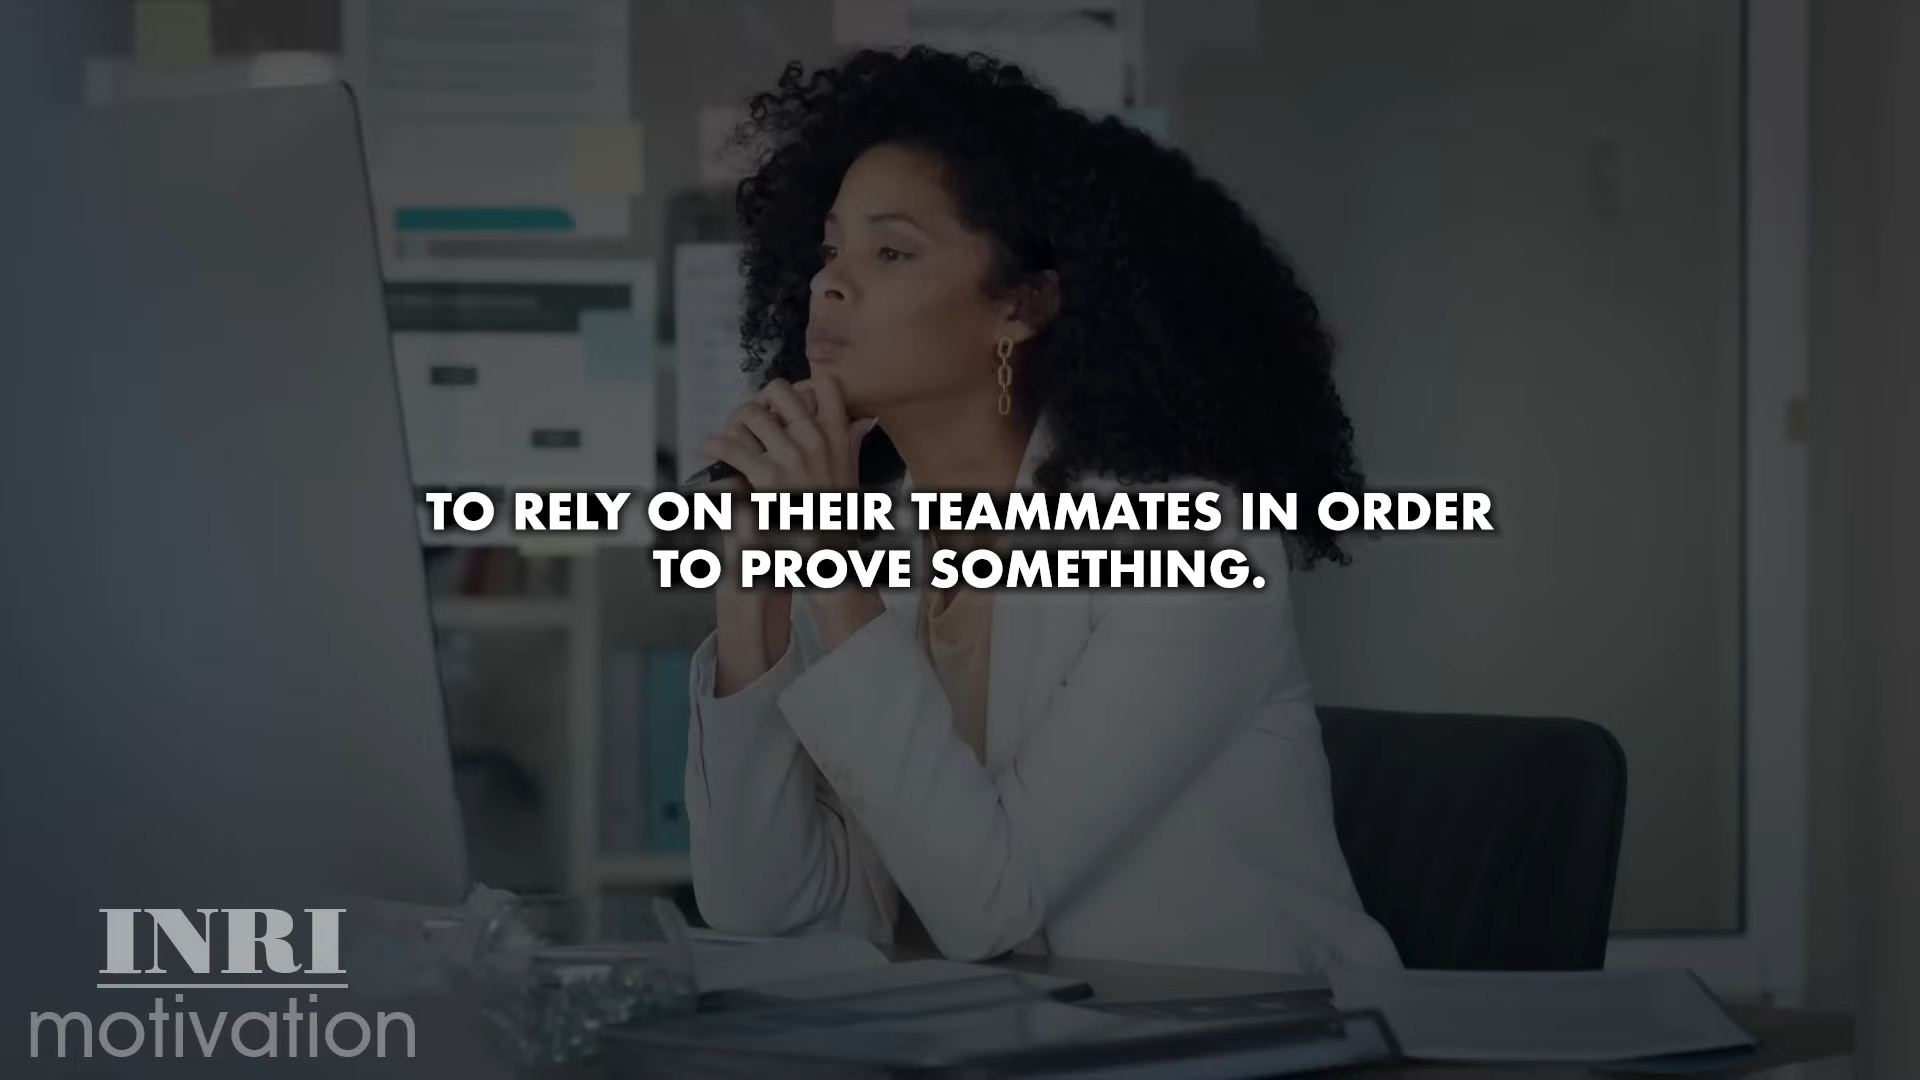 TO RELY ON THEIR TEAMMATES IN ORDER
TO PROVE SOMETHING.
INRI
motivation